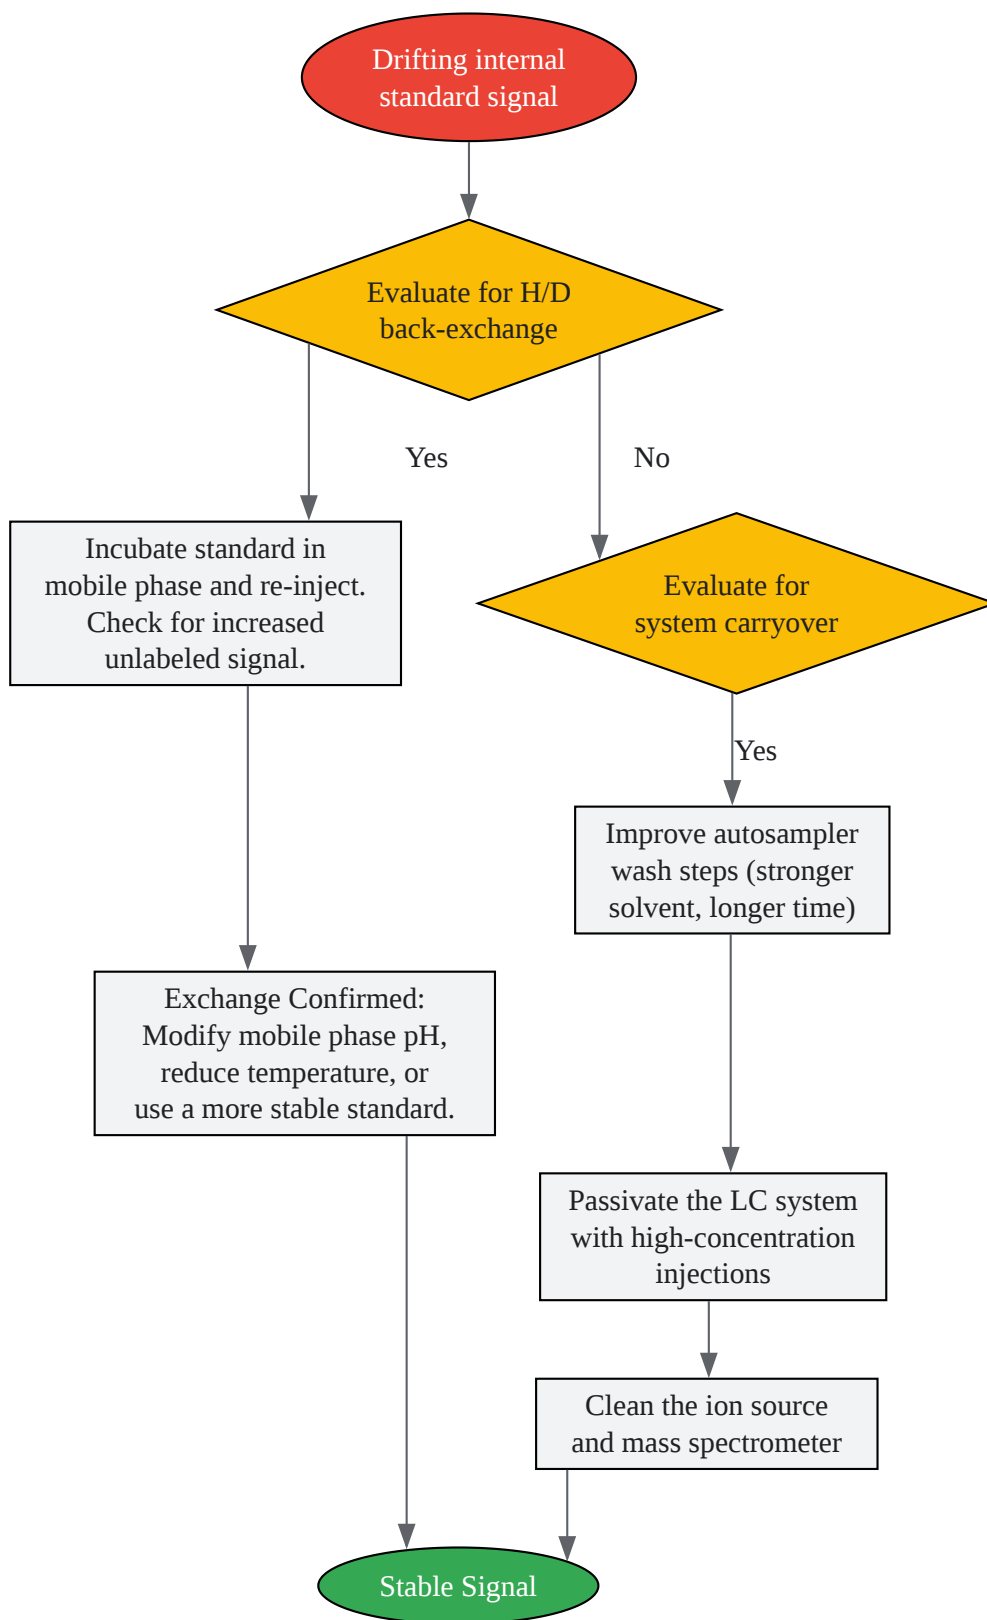 Drifting internal
standard signal
Evaluate for H/D
back-exchange
Yes
No
Incubate standard in
mobile phase and re-inject.
Check for increased
unlabeled signal.
Evaluate for
system carryover
Yes
Improve autosampler
wash steps (stronger
solvent, longer time)
Exchange Confirmed:
Modify mobile phase pH,
reduce temperature, or
use a more stable standard.
Passivate the LC system
with high-concentration
injections
Clean the ion source
and mass spectrometer
Stable Signal